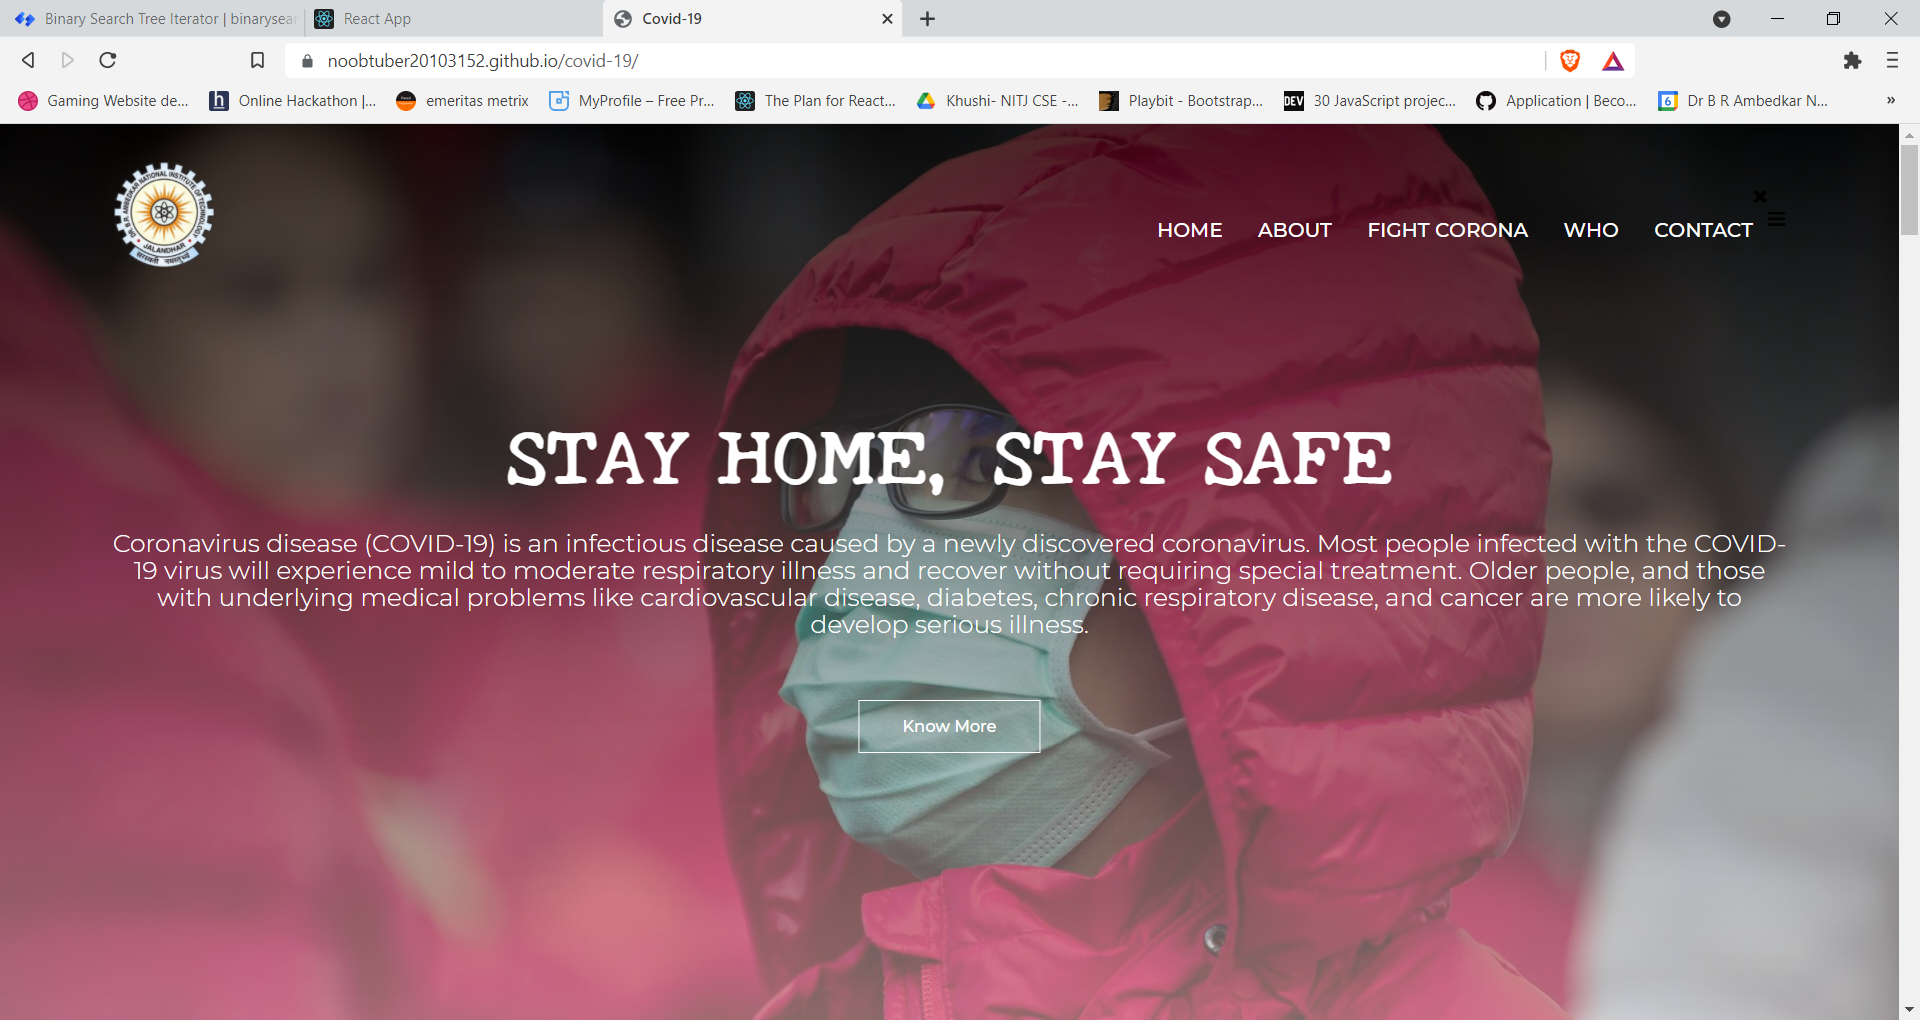 Binary Search Tree Iterator | binarysear
React App
Covid-19
noobtuber20103152.github.io/covid-19/
Gaming Website de...
Online Hackathon |...
emeritas metrix
MyProfile – Free Pr...
The Plan for React...
Khushi- NITJ CSE -...
Playbit - Bootstrap...
DEV
30 JavaScript projec...
Application | Beco...
6
Dr B R Ambedkar N...
»
DR. B R AMBEDKAR NATIONAL INSTITUTE OF TECHNOLOGY
JALANDHAR
HOME
ABOUT
FIGHT CORONA
WHO
CONTACT
STAY HOME, STAY SAFE
Coronavirus disease (COVID-19) is an infectious disease caused by a newly discovered coronavirus. Most people infected with the COVID-
19 virus will experience mild to moderate respiratory illness and recover without requiring special treatment. Older people, and those
with underlying medical problems like cardiovascular disease, diabetes, chronic respiratory disease, and cancer are more likely to
develop serious illness.
Know More